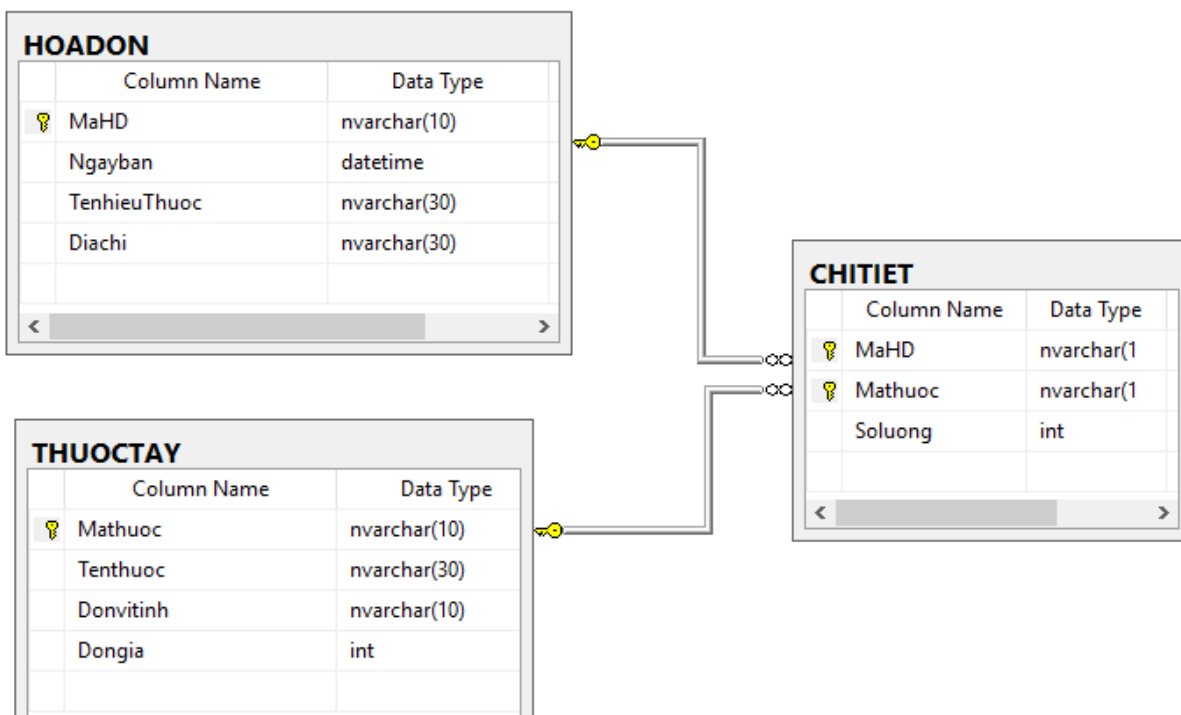 HOADON
Column Name Data Type
MaHD nvarchar(10)
Ngayban datetime
TenhieuThuoc nvarchar(30)
Diachi nvarchar(30)
CHITIET
Column Name Data Type
MaHD nvarchar(1
Mathuoc nvarchar(1
Soluong int
THUOCTAY
Column Name Data Type
Mathuoc nvarchar(10)
Tenthuoc nvarchar(30)
Donvitinh nvarchar(10)
Dongia int